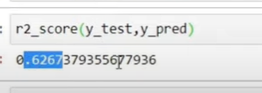 : r2_score(y_test,y_pred)
: 0.6267379355677936